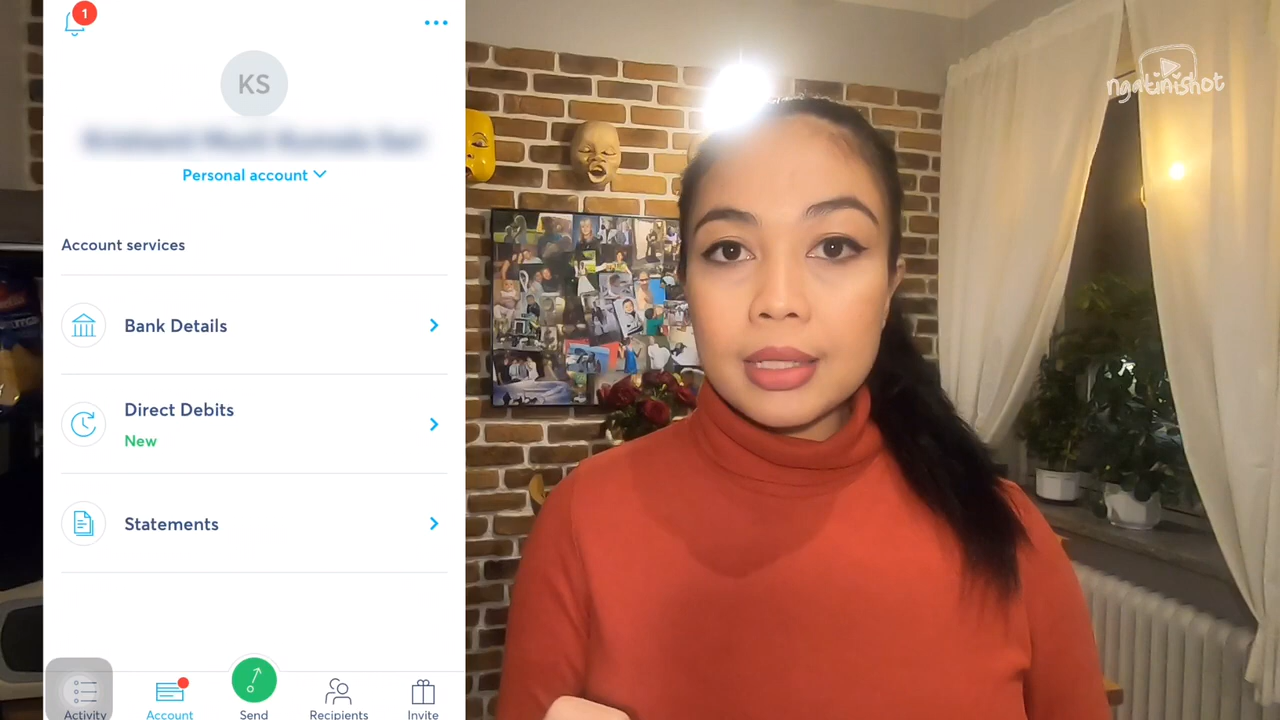 1
KS
Personal account
Account services
Bank Details
Direct Debits
New
Statements
Activity
Account
Send
Recipients
Invite
ngatinishot